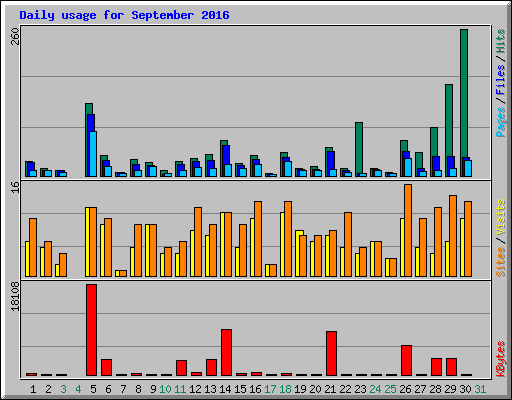 Daily usage for September 2016
260
Pages / Files / Hits
16
Sites / Visits
18108
KBytes
1 2 3 4 5 6 7 8 9 10 11 12 13 14 15 16 17 18 19 20 21 22 23 24 25 26 27 28 29 30 31